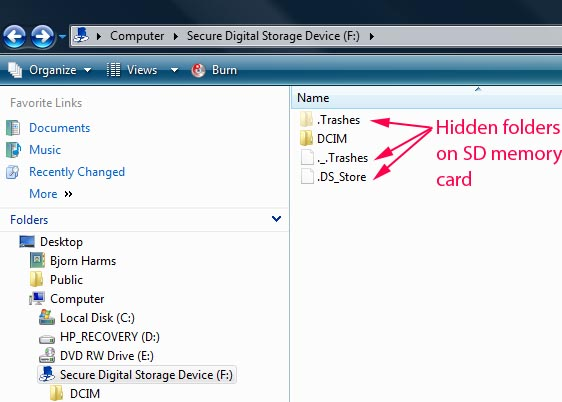 Computer Secure Digital Storage Device (F:)
Organize Views Burn
Favorite Links
Documents
Music
Recently Changed
More »
Folders
Desktop
Bjorn Harms
Public
Computer
Local Disk (C:)
HP_RECOVERY (D:)
DVD RW Drive (E:)
Secure Digital Storage Device (F:)
DCIM
Name
.Trashes
DCIM
._.Trashes
.DS_Store
Hidden folders
on SD memory
card